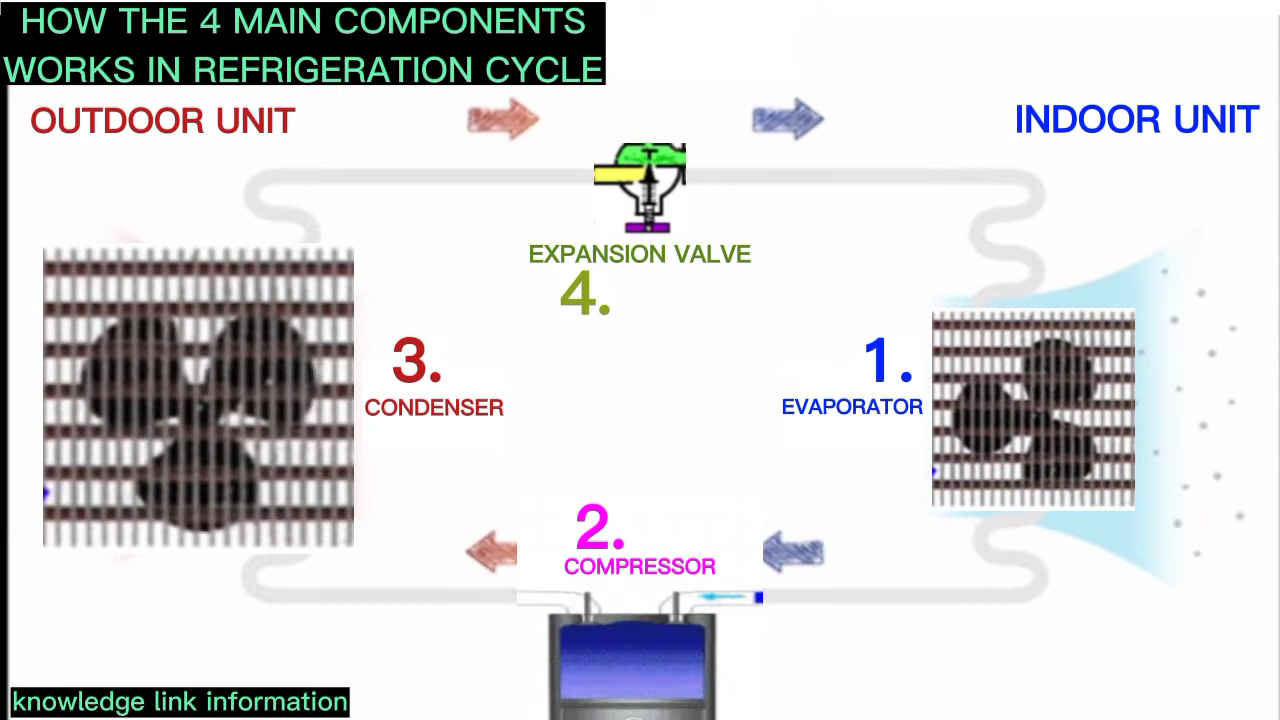 HOW THE 4 MAIN COMPONENTS
WORKS IN REFRIGERATION CYCLE
OUTDOOR UNIT
INDOOR UNIT
EXPANSION VALVE
4.
3.
CONDENSER
1.
EVAPORATOR
2.
COMPRESSOR
knowledge link information